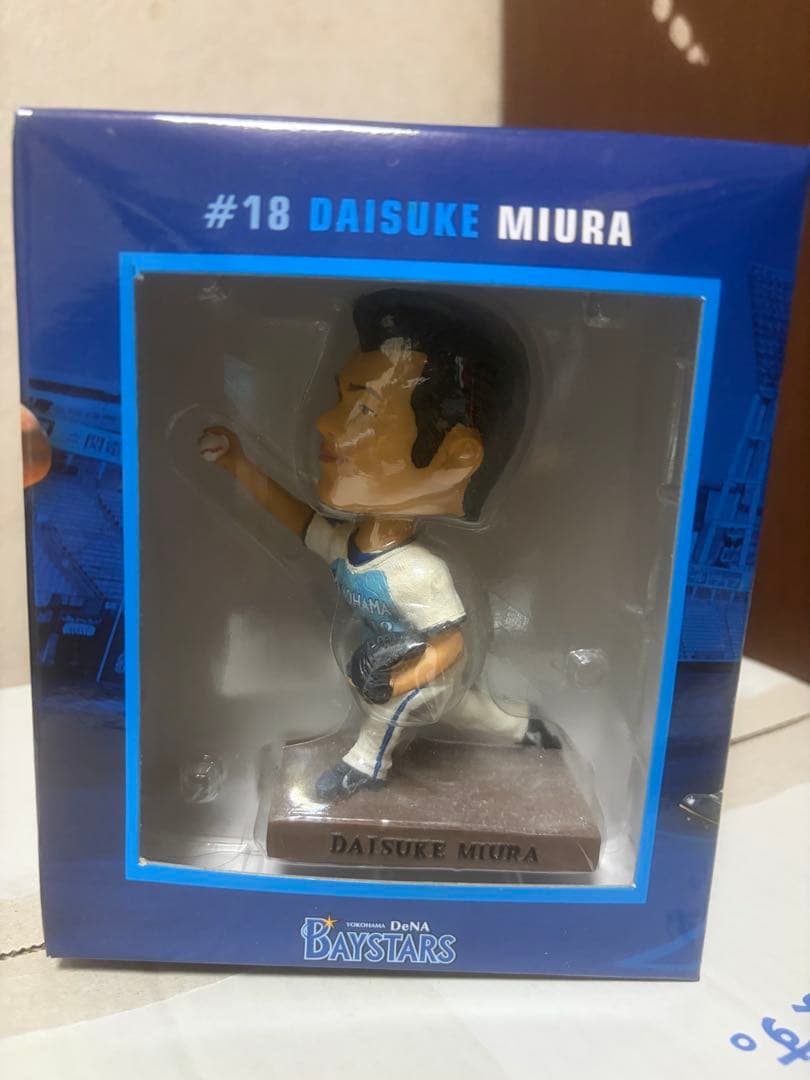 #18 DAISUKE MIURA
DAISUKE MIURA
YOKOHAMA DeNA
BAYSTARS